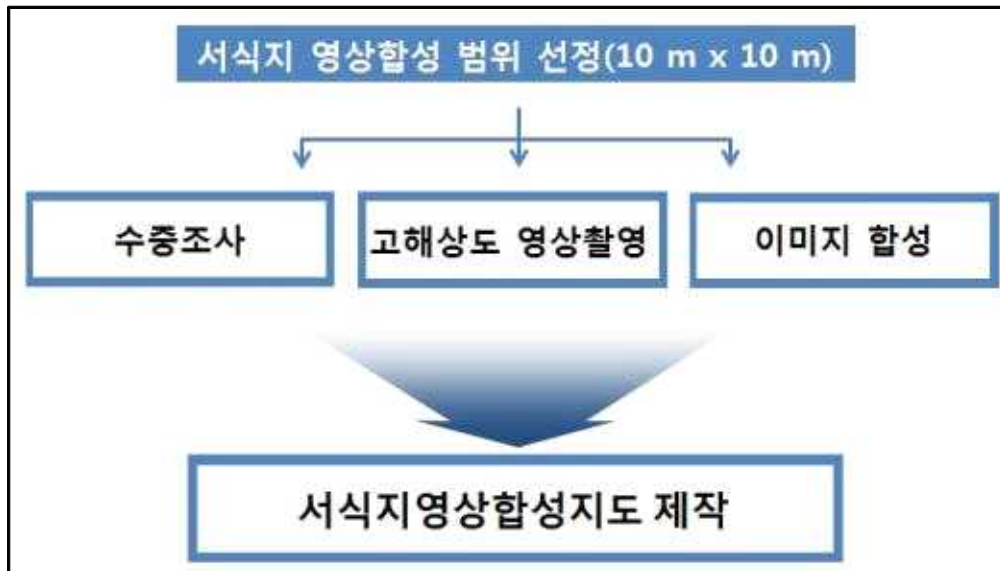 서식지 영상합성 범위 선정(10 m x 10 m)
수중조사
고해상도 영상촬영
이미지 합성
서식지영상합성지도 제작